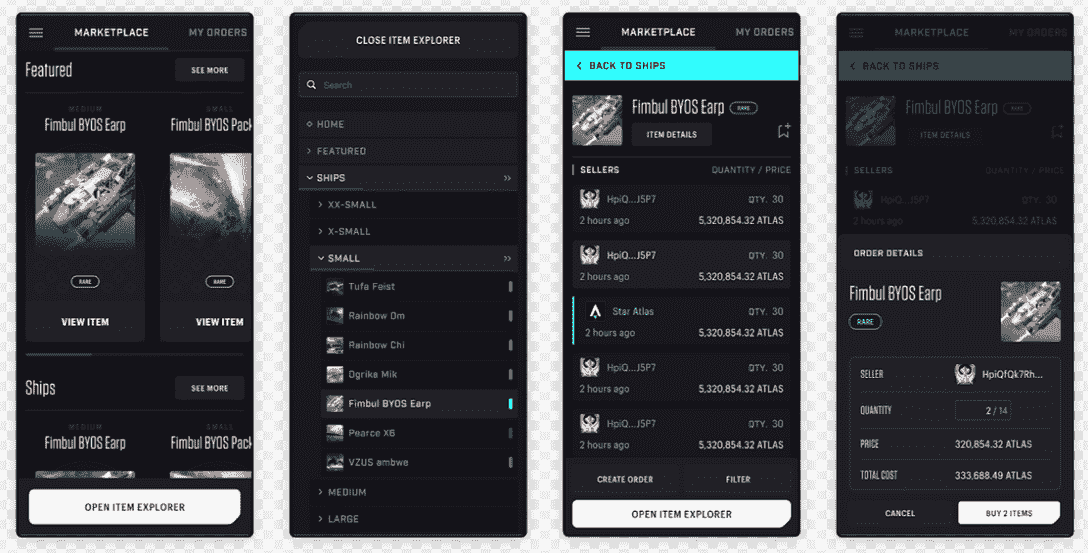 MARKETPLACE MY ORDERS
Featured SEE MORE
MEDIUM SMALL
Fimbul BYOS Earp Fimbul BYOS Pack
RARE RARE
VIEW ITEM VIEW ITEM
Ships SEE MORE
MEDIUM SMALL
Fimbul BYOS Earp Fimbul BYOS Pack
OPEN ITEM EXPLORER
CLOSE ITEM EXPLORER
Search
HOME
FEATURED
SHIPS
XX-SMALL
X-SMALL
SMALL
Tufa Feist
Rainbow Om
Rainbow Chi
Ogrika Mik
Fimbul BYOS Earp
Pearce X6
VZUS ambwe
MEDIUM
LARGE
MARKETPLACE MY ORDERS
BACK TO SHIPS
Fimbul BYOS Earp RARE
ITEM DETAILS
SELLERS QUANTITY / PRICE
HpiQ...J5P7 QTY. 30
2 hours ago 5,320,854.32 ATLAS
HpiQ...J5P7 QTY. 30
2 hours ago 5,320,854.32 ATLAS
Star Atlas QTY. 30
2 hours ago 5,320,854.32 ATLAS
HpiQ...J5P7 QTY. 30
2 hours ago 5,320,854.32 ATLAS
HpiQ...J5P7 QTY. 30
2 hours ago 5,320,854.32 ATLAS
CREATE ORDER FILTER
OPEN ITEM EXPLORER
MARKETPLACE MY ORDERS
BACK TO SHIPS
Fimbul BYOS Earp RARE
ITEM DETAILS
SELLERS QUANTITY / PRICE
HpiQ...J5P7 QTY. 30
2 hours ago 5,320,854.32 ATLAS
ORDER DETAILS
Fimbul BYOS Earp
RARE
SELLER HpiQfQk7Rh...
QUANTITY 2 / 14
PRICE 320,854.32 ATLAS
TOTAL COST 333,688.49 ATLAS
CANCEL BUY 2 ITEMS